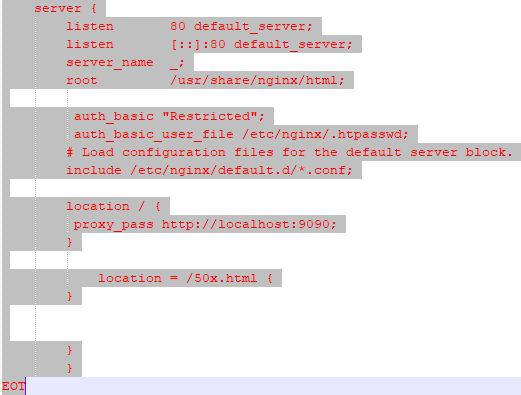 server {
listen 80 default_server;
listen [::]:80 default_server;
server_name _;
root /usr/share/nginx/html;
auth_basic "Restricted";
auth_basic_user_file /etc/nginx/.htpasswd;
# Load configuration files for the default server block.
include /etc/nginx/default.d/*.conf;
location / {
proxy_pass http://localhost:9090;
}
location = /50x.html {
}
}
}
EOT